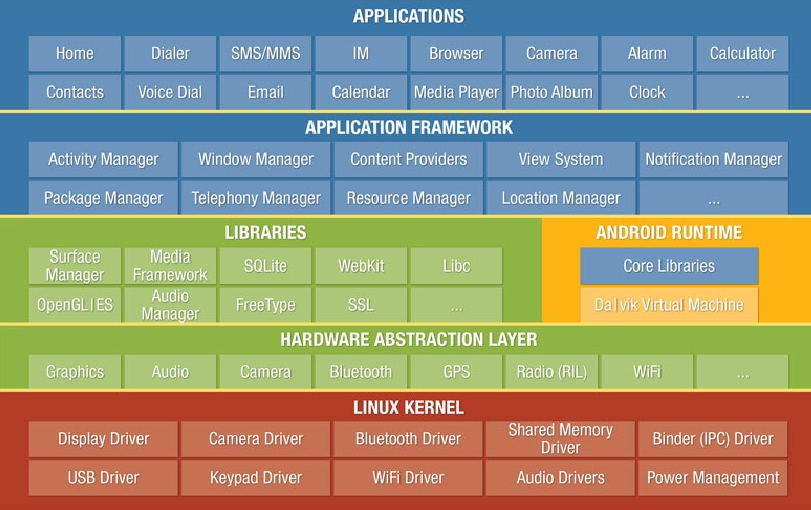 APPLICATIONS
Home Dialer SMS/MMS IM Browser Camera Alarm Calculator
Contacts Voice Dial Email Calendar Media Player Photo Album Clock ...
APPLICATION FRAMEWORK
Activity Manager Window Manager Content Providers View System Notification Manager
Package Manager Telephony Manager Resource Manager Location Manager ...
LIBRARIES
Surface Manager Media Framework SQLite WebKit Libc
OpenGL|ES Audio Manager FreeType SSL ...
ANDROID RUNTIME
Core Libraries
Dalvik Virtual Machine
HARDWARE ABSTRACTION LAYER
Graphics Audio Camera Bluetooth GPS Radio (RIL) WiFi ...
LINUX KERNEL
Display Driver Camera Driver Bluetooth Driver Shared Memory Driver Binder (IPC) Driver
USB Driver Keypad Driver WiFi Driver Audio Drivers Power Management